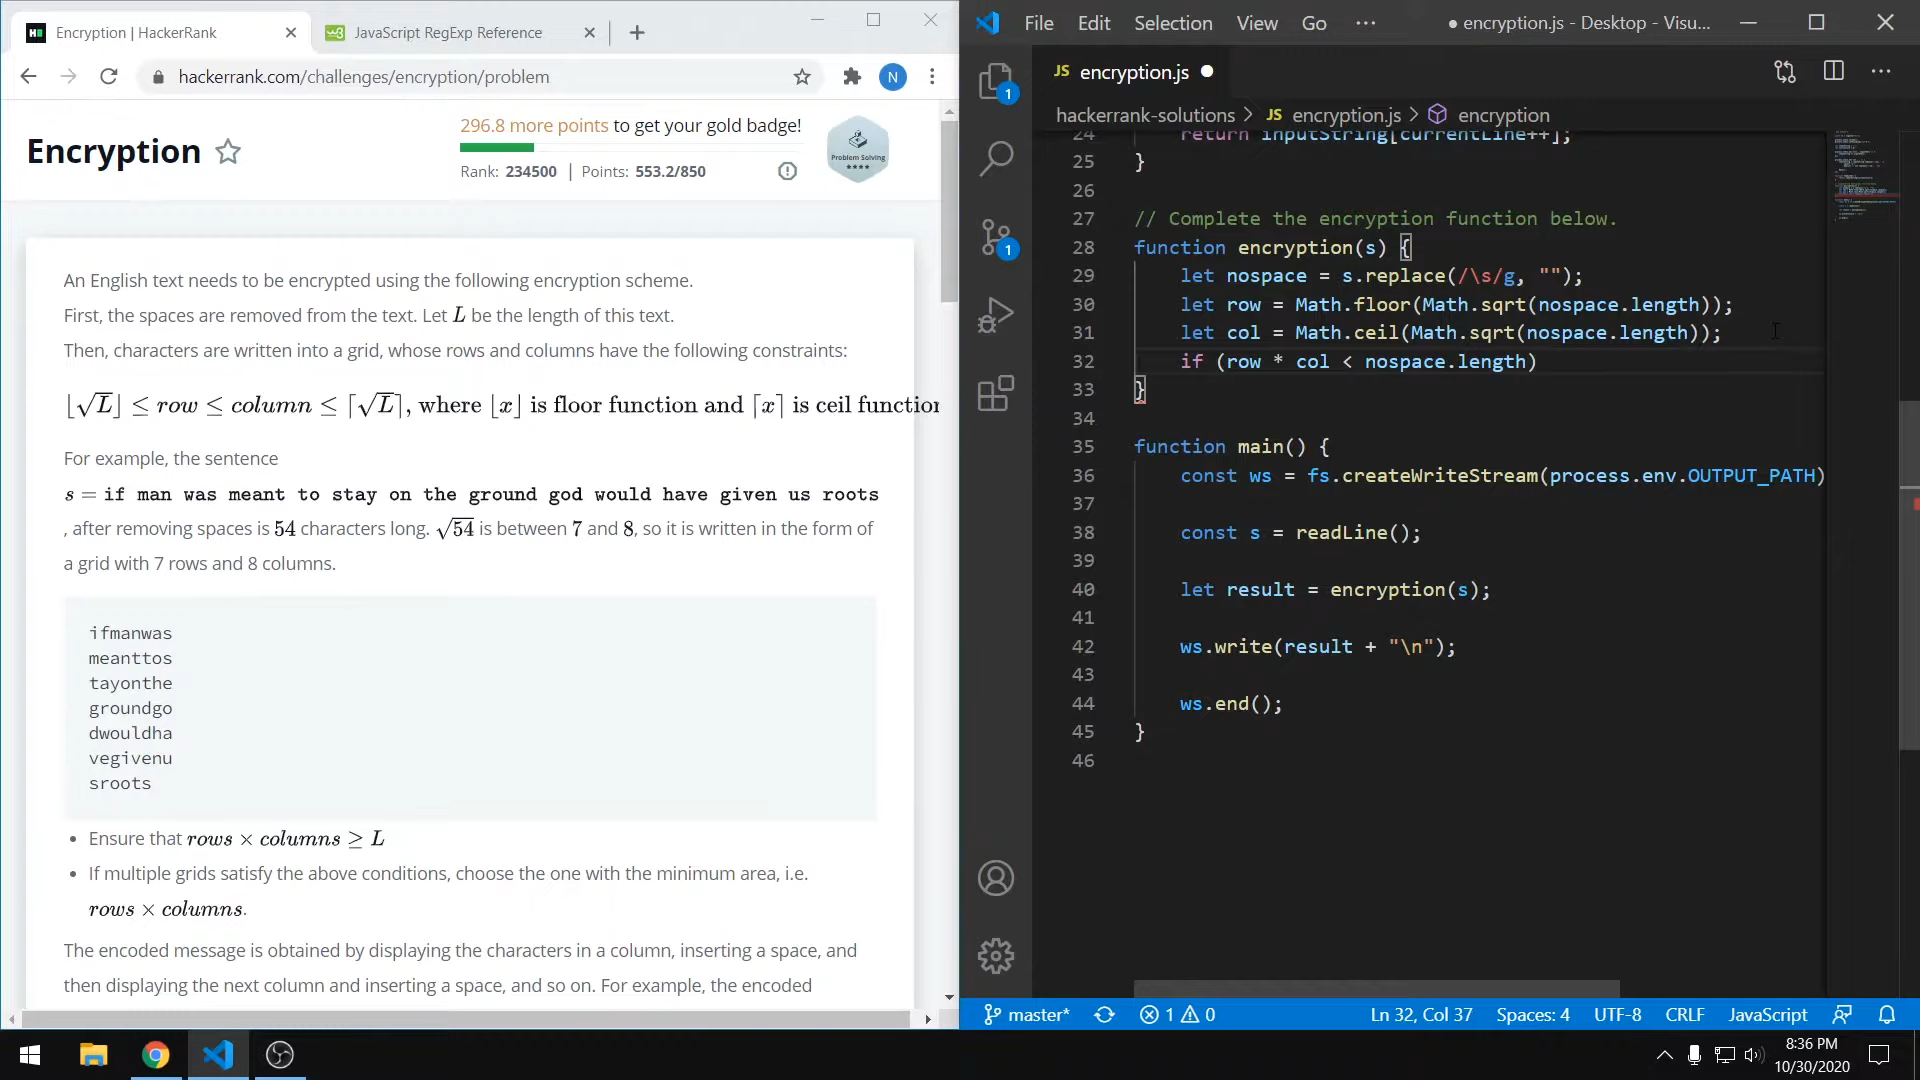 Encryption | HackerRank
JavaScript RegExp Reference
hackerrank.com/challenges/encryption/problem
N
Encryption
296.8 more points to get your gold badge!
Rank: 234500 | Points: 553.2/850
Problem Solving
An English text needs to be encrypted using the following encryption scheme.
First, the spaces are removed from the text. Let L be the length of this text.
Then, characters are written into a grid, whose rows and columns have the following constraints:
⌊√L⌋ ≤ row ≤ column ≤ ⌈√L⌉, where ⌊x⌋ is floor function and ⌈x⌉ is ceil function
For example, the sentence
s = if man was meant to stay on the ground god would have given us roots
, after removing spaces is 54 characters long. √54 is between 7 and 8, so it is written in the form of
a grid with 7 rows and 8 columns.
ifmanwas
meanttos
tayonthe
groundgo
dwouldha
vegivenu
sroots
• Ensure that rows × columns ≥ L
• If multiple grids satisfy the above conditions, choose the one with the minimum area, i.e.
rows × columns.
The encoded message is obtained by displaying the characters in a column, inserting a space, and
then displaying the next column and inserting a space, and so on. For example, the encoded
File Edit Selection View Go ··· ● encryption.js - Desktop - Visu...
JS encryption.js ●
hackerrank-solutions > JS encryption.js > encryption
1
1
24 return inputString[currentLine++];
25 }
26
27 // Complete the encryption function below.
28 function encryption(s) {
29 let nospace = s.replace(/\s/g, "");
30 let row = Math.floor(Math.sqrt(nospace.length));
31 let col = Math.ceil(Math.sqrt(nospace.length));
32 if (row * col < nospace.length)
33 }
34
35 function main() {
36 const ws = fs.createWriteStream(process.env.OUTPUT_PATH)
37
38 const s = readLine();
39
40 let result = encryption(s);
41
42 ws.write(result + "\n");
43
44 ws.end();
45 }
46
master* 1 0 Ln 32, Col 37 Spaces: 4 UTF-8 CRLF JavaScript
8:36 PM
10/30/2020